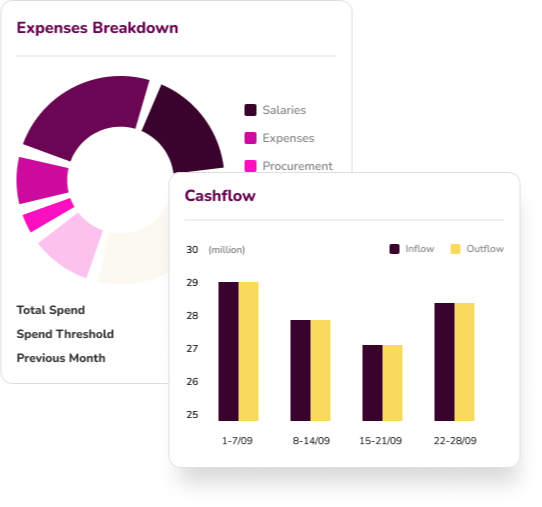 Expenses Breakdown
Salaries
Expenses
Procurement
Total Spend
Spend Threshold
Previous Month
Cashflow
30 (million) Inflow Outflow
29
28
27
26
25
1-7/09 8-14/09 15-21/09 22-28/09